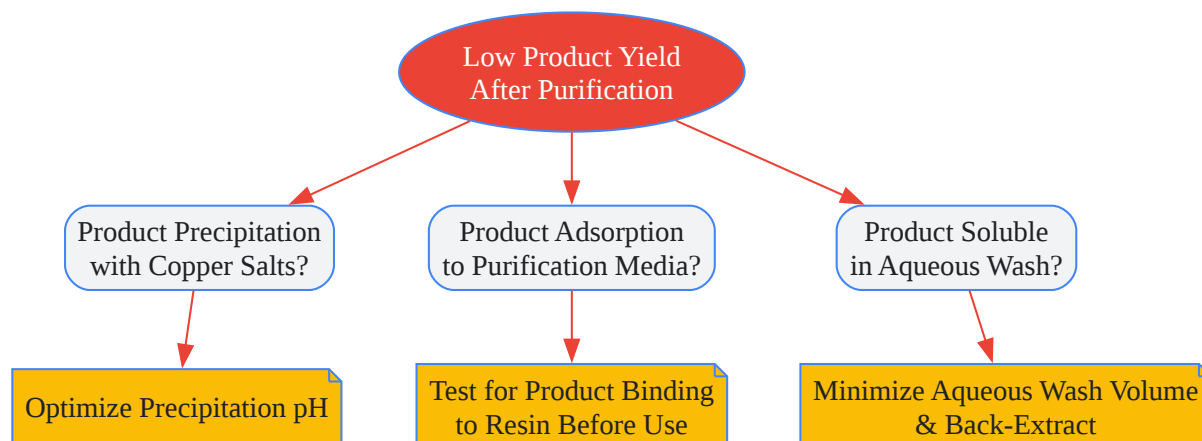 Low Product Yield
After Purification
Product Precipitation
with Copper Salts?
Product Adsorption
to Purification Media?
Product Soluble
in Aqueous Wash?
Optimize Precipitation pH
Test for Product Binding
to Resin Before Use
Minimize Aqueous Wash Volume
& Back-Extract